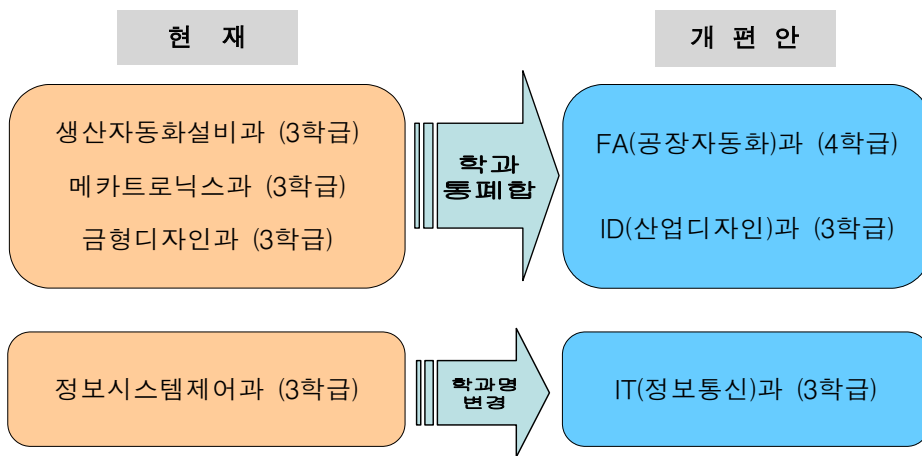 현 재
개 편 안
생산자동화설비과 (3학급)
메카트로닉스과 (3학급)
금형디자인과 (3학급)
학과
통폐합
FA(공장자동화)과 (4학급)
ID(산업디자인)과 (3학급)
정보시스템제어과 (3학급)
학과명
변경
IT(정보통신)과 (3학급)